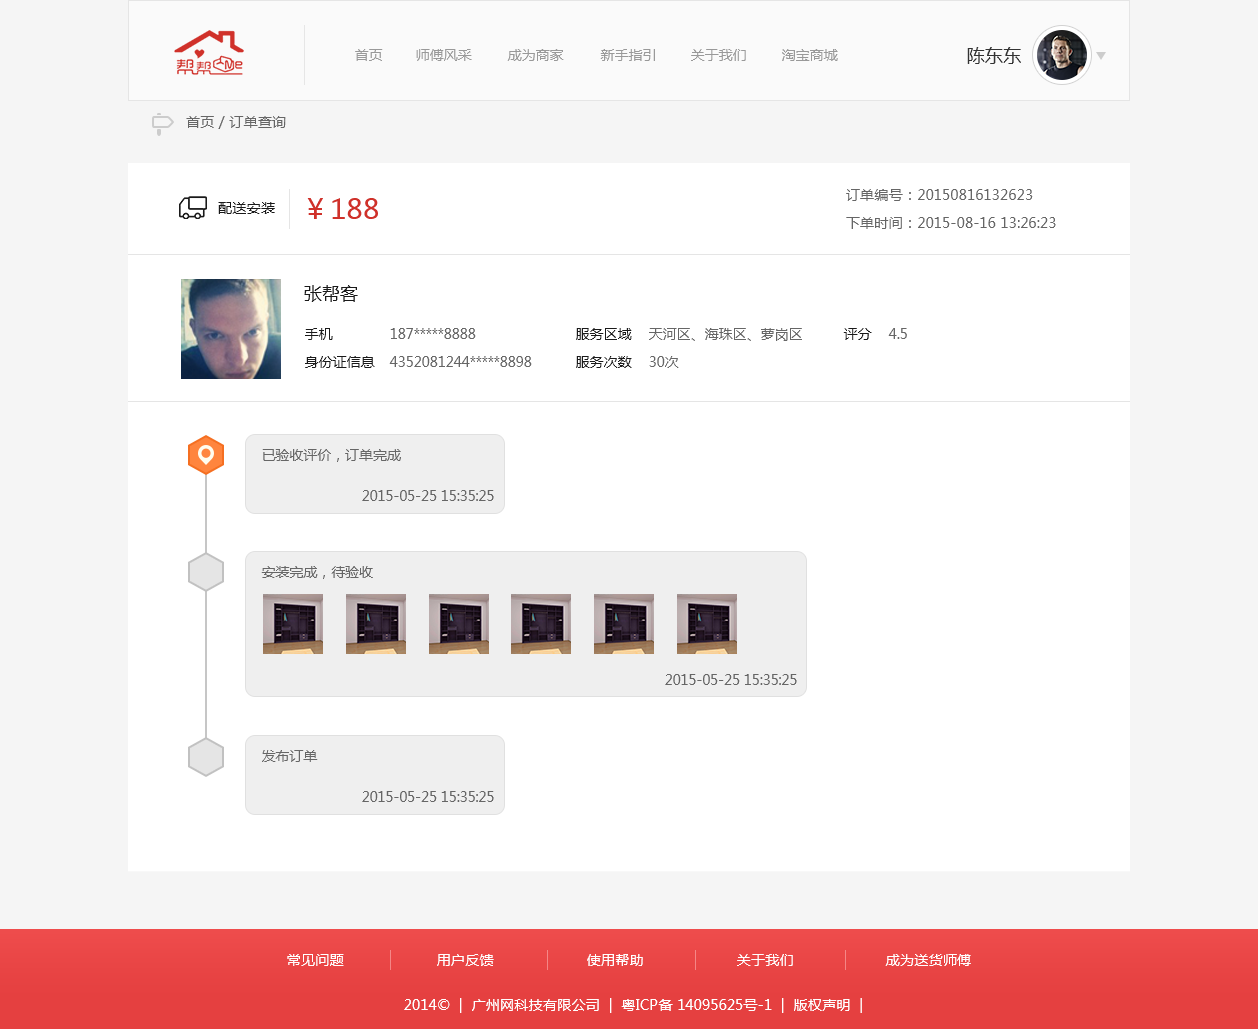 帮帮Me
首页 师傅风采 成为商家 新手指引 关于我们 淘宝商城 陈东东
首页 / 订单查询
配送安装 ¥ 188
订单编号：20150816132623
下单时间：2015-08-16 13:26:23
张帮客
手机 187*****8888 服务区域 天河区、海珠区、萝岗区 评分 4.5
身份证信息 4352081244*****8898 服务次数 30次
已验收评价，订单完成
2015-05-25 15:35:25
安装完成，待验收
2015-05-25 15:35:25
发布订单
2015-05-25 15:35:25
常见问题 用户反馈 使用帮助 关于我们 成为送货师傅
2014© | 广州网科技有限公司 | 粤ICP备 14095625号-1 | 版权声明 |